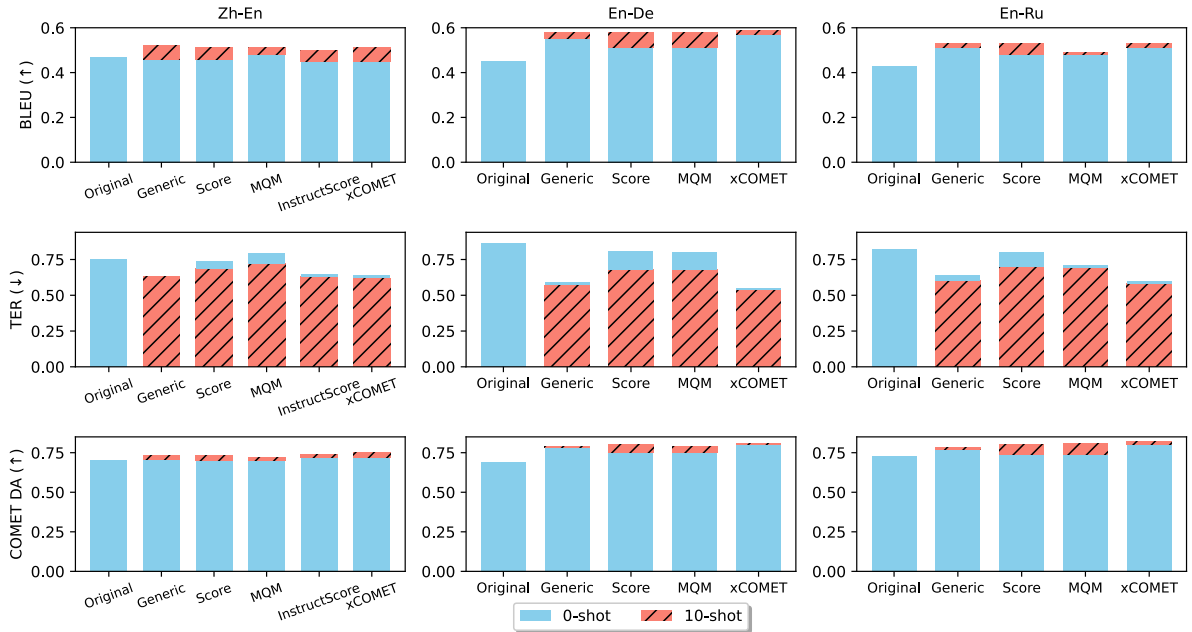 Zh-En
En-De
En-Ru
BLEU (↑)
0.6
0.4
0.2
0.0
Original
Generic
Score
MQM
InstructScore
xCOMET
0.6
0.4
0.2
0.0
Original Generic Score MQM xCOMET
0.6
0.4
0.2
0.0
Original Generic Score MQM xCOMET
TER (↓)
0.75
0.50
0.25
0.00
Original
Generic
Score
MQM
InstructScore
xCOMET
0.75
0.50
0.25
0.00
Original Generic Score MQM xCOMET
0.75
0.50
0.25
0.00
Original Generic Score MQM xCOMET
COMET DA (↑)
0.75
0.50
0.25
0.00
Original
Generic
Score
MQM
InstructScore
xCOMET
0.75
0.50
0.25
0.00
Original Generic Score MQM xCOMET
0.75
0.50
0.25
0.00
Original Generic Score MQM xCOMET
0-shot 10-shot